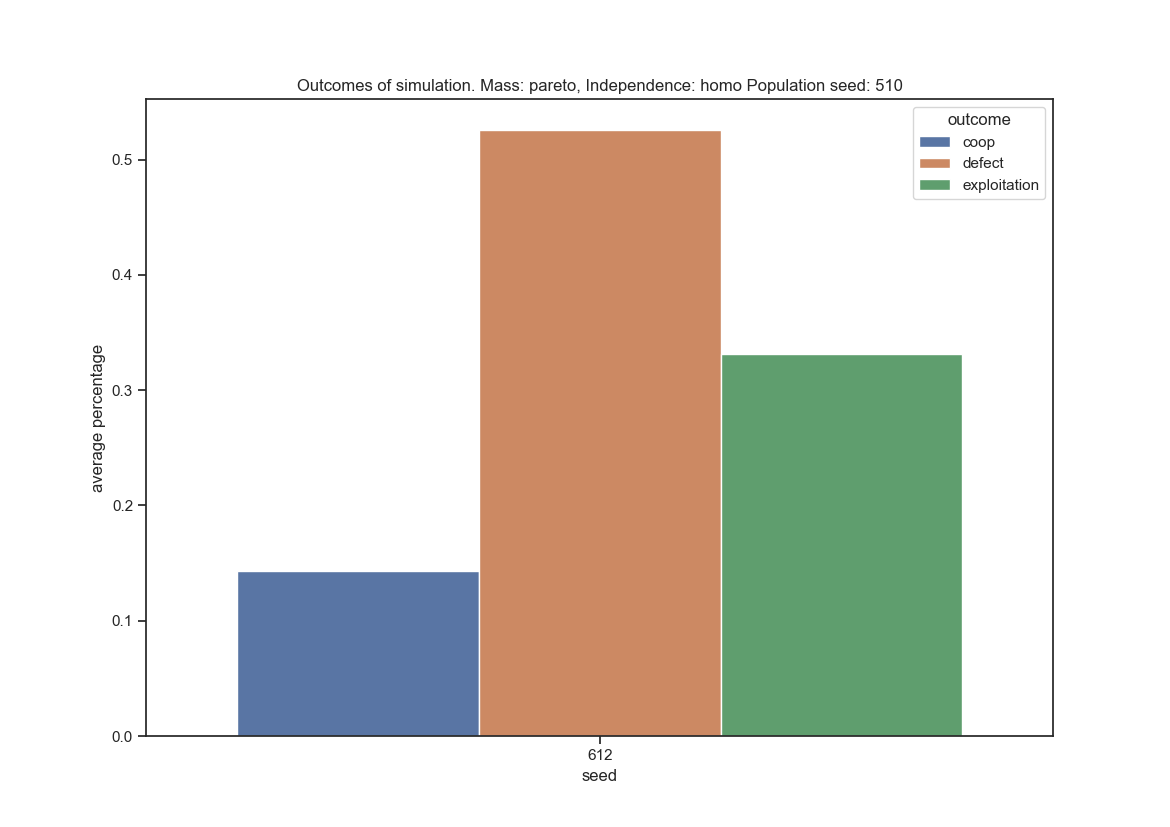 Outcomes of simulation. Mass: pareto, Independence: homo Population seed: 510
outcome
coop
defect
exploitation
0.5
0.4
0.3
0.2
0.1
0.0
average percentage
612
seed